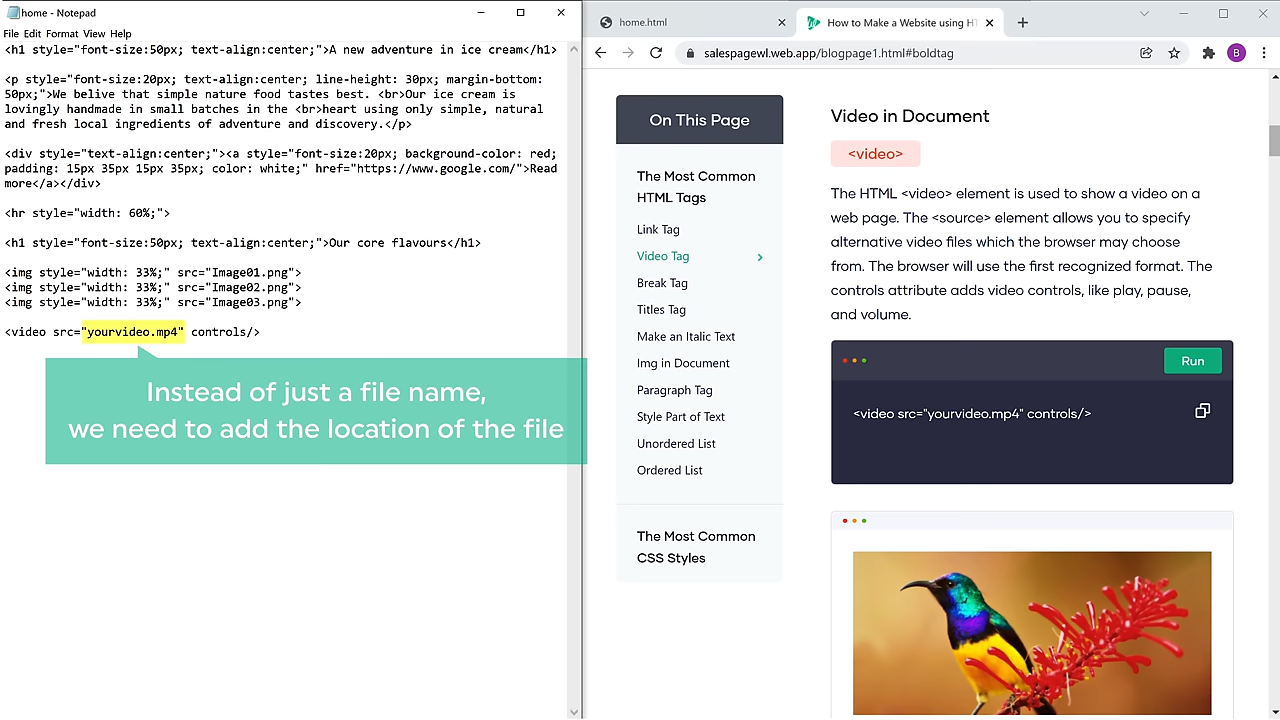 home - Notepad
File Edit Format View Help
<h1 style="font-size:50px; text-align:center;">A new adventure in ice cream</h1>
<p style="font-size:20px; text-align:center; line-height: 30px; margin-bottom:
50px;">We belive that simple nature food tastes best. <br>Our ice cream is
lovingly handmade in small batches in the <br>heart using only simple, natural
and fresh local ingredients of adventure and discovery.</p>
<div style="text-align:center;"><a style="font-size:20px; background-color: red;
padding: 15px 35px 15px 35px; color: white;" href="https://www.google.com/">Read
more</a></div>
<hr style="width: 60%;">
<h1 style="font-size:50px; text-align:center;">Our core flavours</h1>
<img style="width: 33%;" src="Image01.png">
<img style="width: 33%;" src="Image02.png">
<img style="width: 33%;" src="Image03.png">
<video src="yourvideo.mp4" controls/>
Instead of just a file name,
we need to add the location of the file
home.html
How to Make a Website using HT
salespagewl.web.app/blogpage1.html#boldtag
B
On This Page
The Most Common
HTML Tags
Link Tag
Video Tag
Break Tag
Titles Tag
Make an Italic Text
Img in Document
Paragraph Tag
Style Part of Text
Unordered List
Ordered List
The Most Common
CSS Styles
Video in Document
<video>
The HTML <video> element is used to show a video on a
web page. The <source> element allows you to specify
alternative video files which the browser may choose
from. The browser will use the first recognized format. The
controls attribute adds video controls, like play, pause,
and volume.
Run
<video src="yourvideo.mp4" controls/>